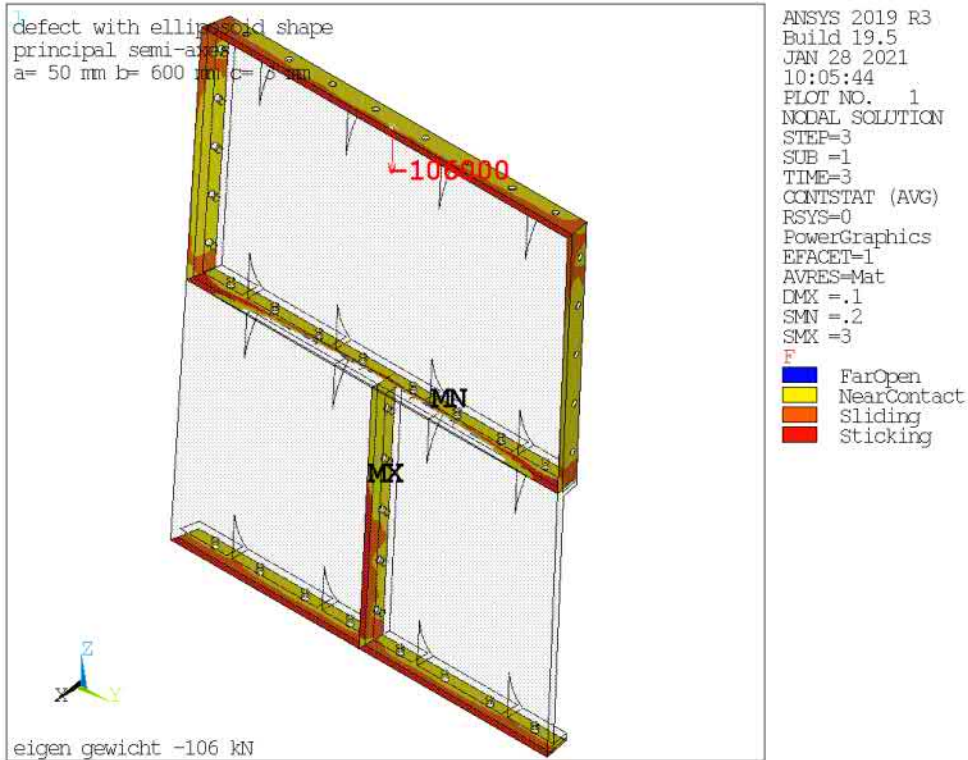 1
defect with ellipsosoid shape
principal semi-axes
a= 50 mm b= 600 mm c= mm
-106000
MN
MX
Z
X
Y
eigen gewicht -106 kN
ANSYS 2019 R3
Build 19.5
JAN 28 2021
10:05:44
PLOT NO. 1
NODAL SOLUTION
STEP=3
SUB =1
TIME=3
CONTSTAT (AVG)
RSYS=0
PowerGraphics
EFACET=1
AVRES=Mat
DMX =.1
SMN =.2
SMX =3
F
FarOpen
NearContact
Sliding
Sticking